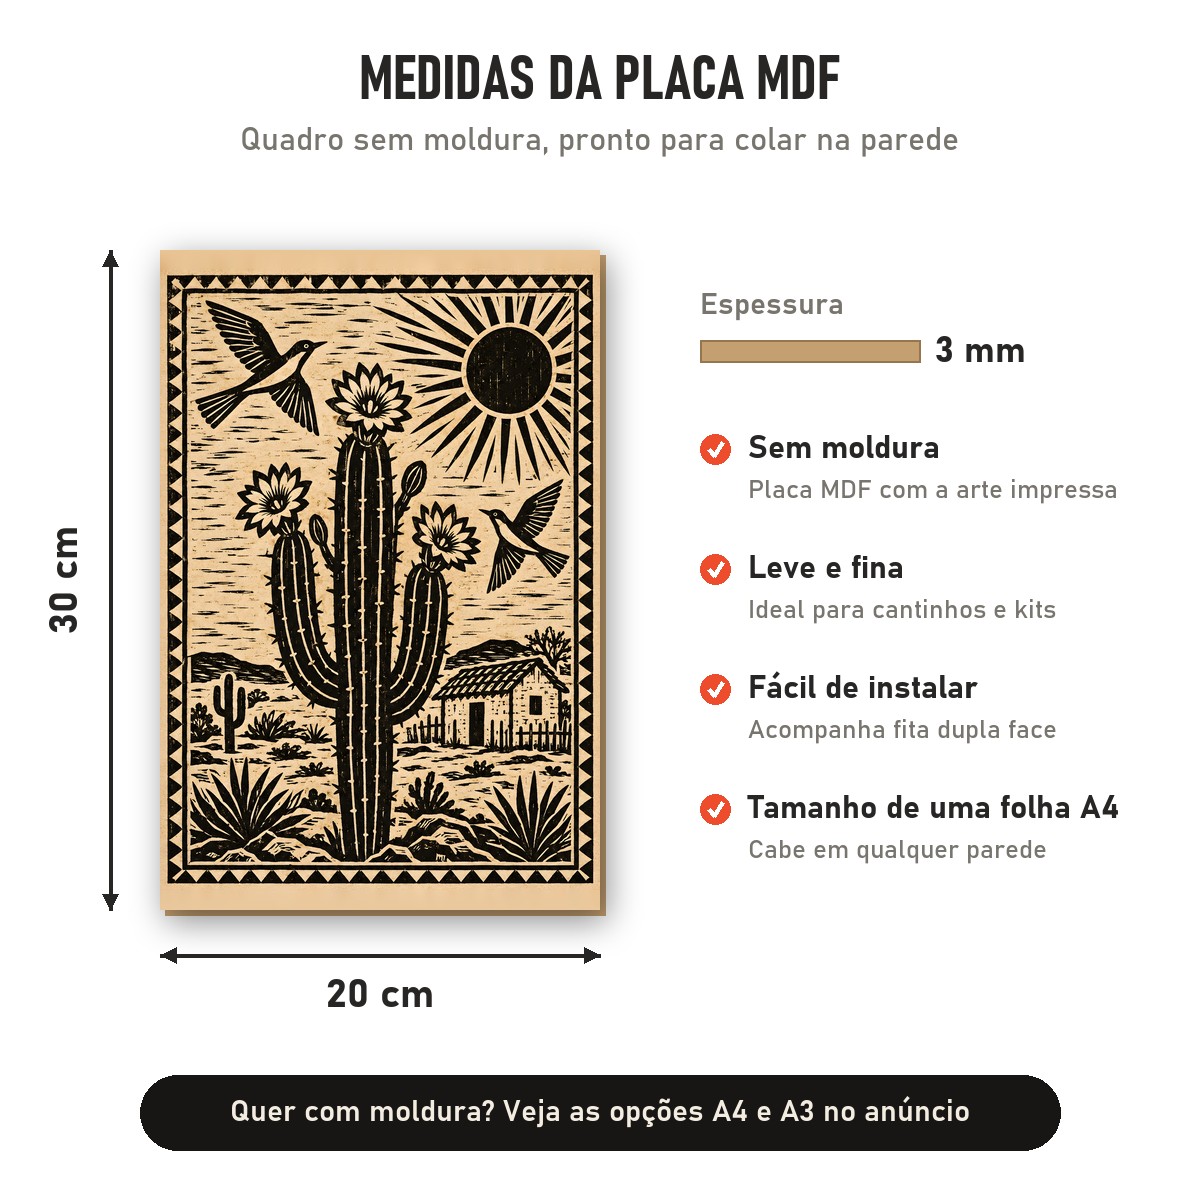 MEDIDAS DA PLACA MDF
Quadro sem moldura, pronto para colar na parede
30 cm
20 cm
Espessura
3 mm
Sem moldura
Placa MDF com a arte impressa
Leve e fina
Ideal para cantinhos e kits
Fácil de instalar
Acompanha fita dupla face
Tamanho de uma folha A4
Cabe em qualquer parede
Quer com moldura? Veja as opções A4 e A3 no anúncio